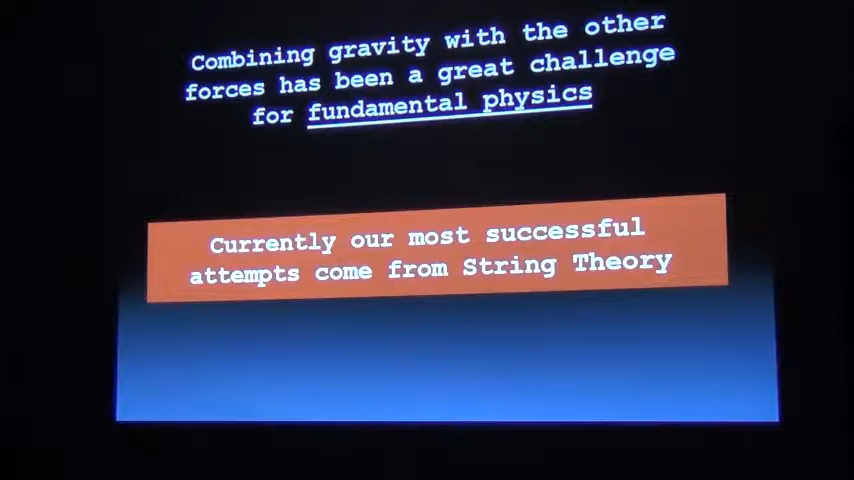 Combining gravity with the other
forces has been a great challenge
for fundamental physics
Currently our most successful
attempts come from String Theory